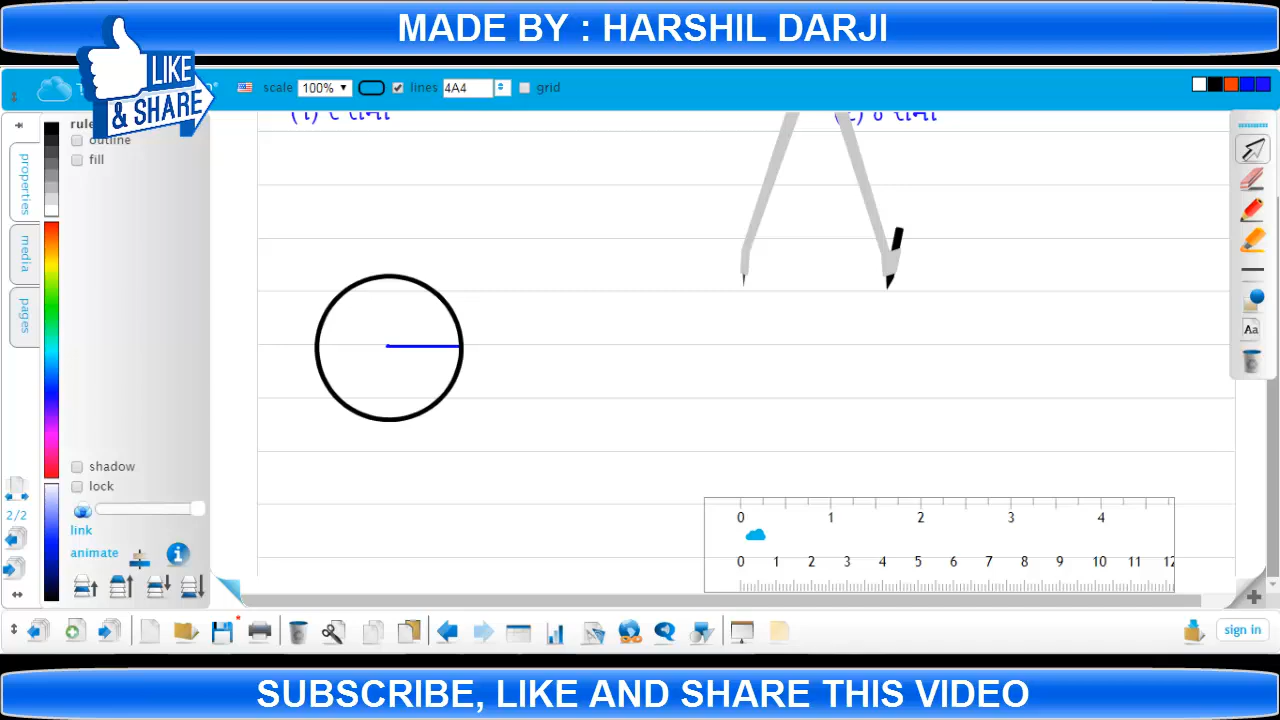 MADE BY : HARSHIL DARJI
LIKE
& SHARE
scale 100% lines 4A4 grid
outline
fill
properties
media
pages
shadow
lock
2/2
link
animate
Aa
0 1 2 3 4
0 1 2 3 4 5 6 7 8 9 10 11 12
sign in
SUBSCRIBE, LIKE AND SHARE THIS VIDEO